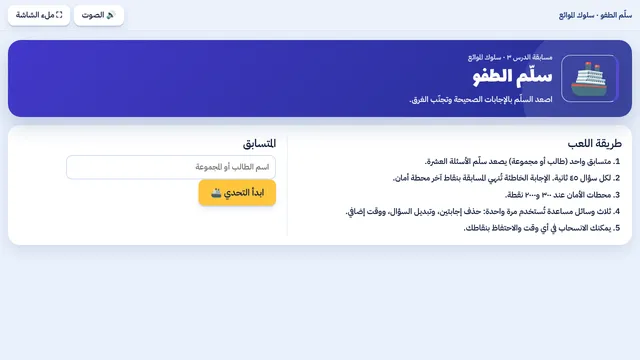 سلّم الطفو · سلوك الموائع
🔊 الصوت
⛶ ملء الشاشة
مسابقة الدرس ٣ · سلوك الموائع
سلّم الطفو
اصعد السلّم بالإجابات الصحيحة وتجنّب الغرق.
طريقة اللعب
1. متسابق واحد (طالب أو مجموعة) يصعد سلّم الأسئلة العشرة.
2. لكل سؤال ٤٥ ثانية. الإجابة الخاطئة تُنهي المسابقة بنقاط آخر محطة أمان.
3. محطات الأمان عند ٣٠٠ و٢٠٠٠ نقطة.
4. ثلاث وسائل مساعدة تُستخدم مرة واحدة: حذف إجابتين، وتبديل السؤال، ووقت إضافي.
5. يمكنك الانسحاب في أي وقت والاحتفاظ بنقاطك.
المتسابق
اسم الطالب أو المجموعة
ابدأ التحدي 🚢